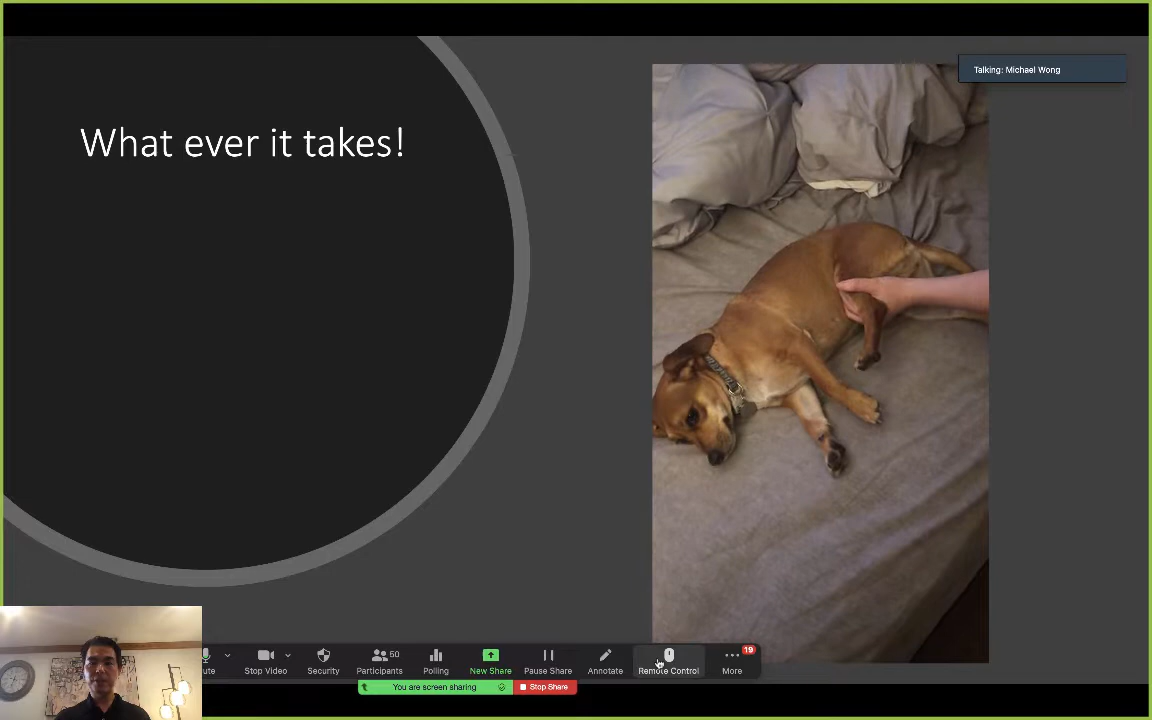 Talking: Michael Wong
What ever it takes!
ute
Stop Video
Security
50
Participants
Polling
New Share
Pause Share
Annotate
Remote Control
19
More
You are screen sharing
Stop Share